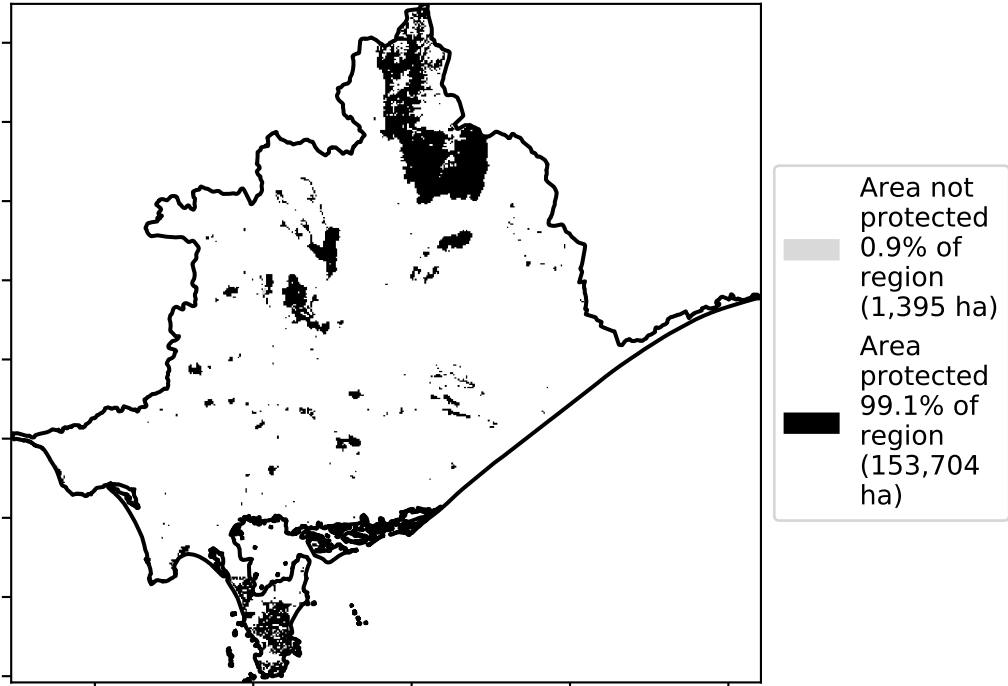 Area not
protected
0.9% of
region
(1,395 ha)
Area
protected
99.1% of
region
(153,704
ha)